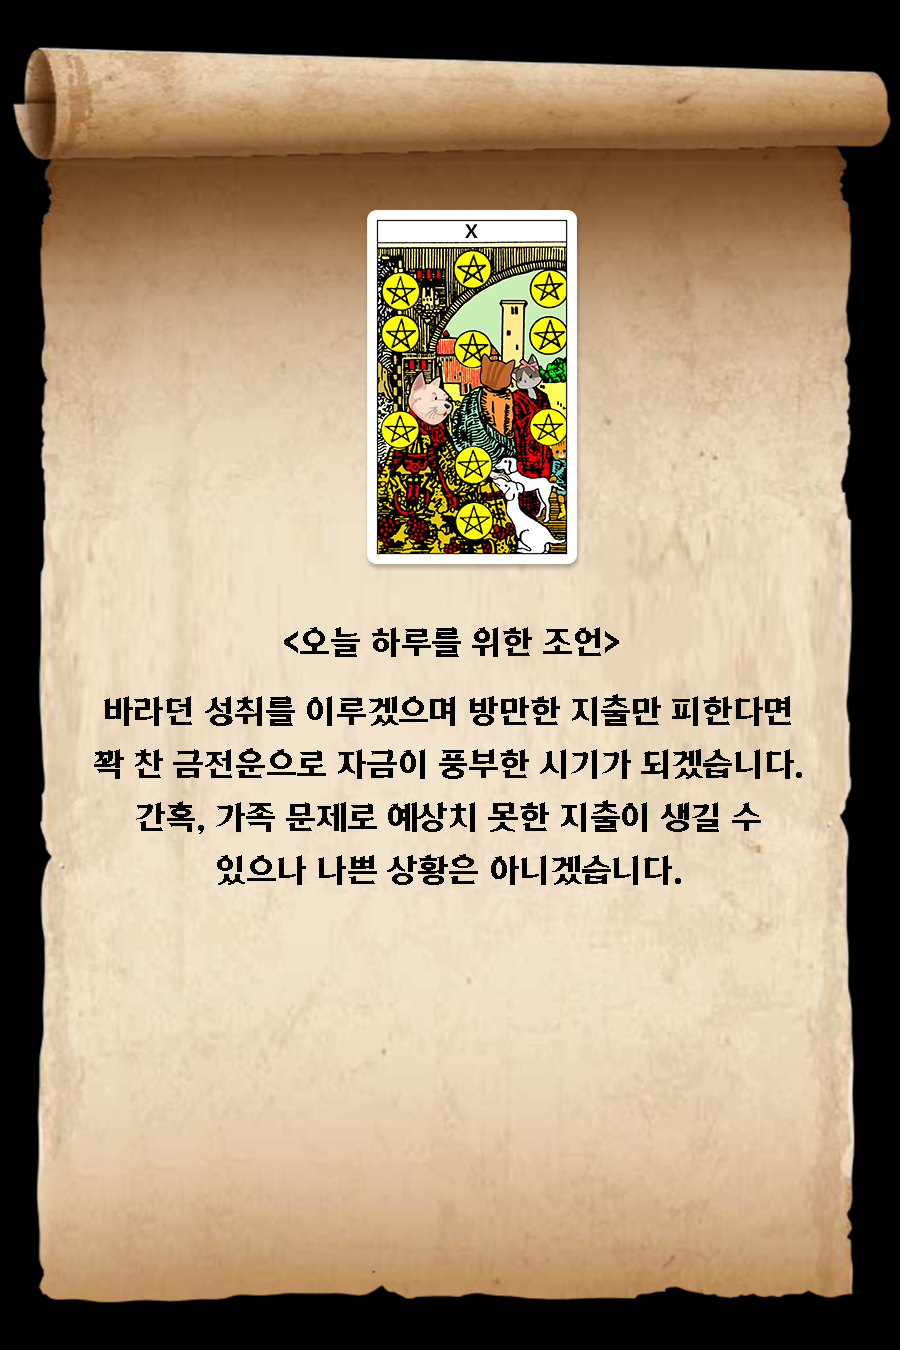 X
<오늘 하루를 위한 조언>
바라던 성취를 이루겠으며 방만한 지출만 피한다면
꽉 찬 금전운으로 자금이 풍부한 시기가 되겠습니다.
간혹, 가족 문제로 예상치 못한 지출이 생길 수
있으나 나쁜 상황은 아니겠습니다.